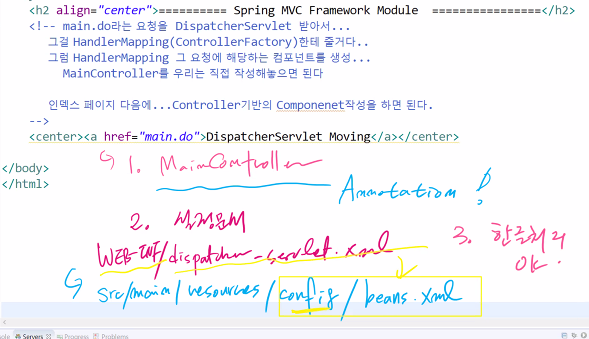 <h2 align="center">========== Spring MVC Framework Module ================</h2>
<!-- main.do라는 요청을 DispatcherServlet 받아서...
그걸 HandlerMapping(ControllerFactory)한테 줄거다..
그럼 HandlerMapping 그 요청에 해당하는 컴포넌트를 생성...
MainController를 우리는 직접 작성해놓으면 된다
인덱스 페이지 다음에...Controller기반의 Componenet작성을 하면 된다.
-->
<center><a href="main.do">DispatcherServlet Moving</a></center>
</body>
</html>
1. MainController
Annotation !
2. 설정문서
WEB-INF/dispatcher-servlet.xml
3. 한글처리
src/main/resources/config/beans.xml
Servers Progress Problems